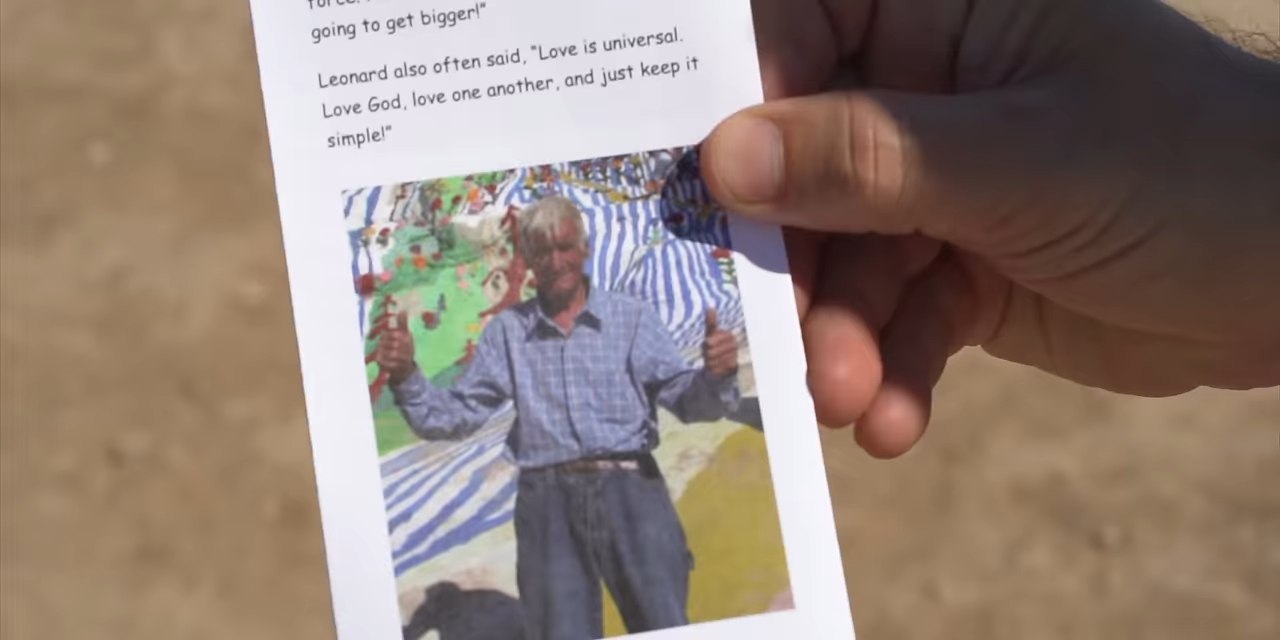 going to get bigger!"
Leonard also often said, "Love is universal.
Love God, love one another, and just keep it
simple!"